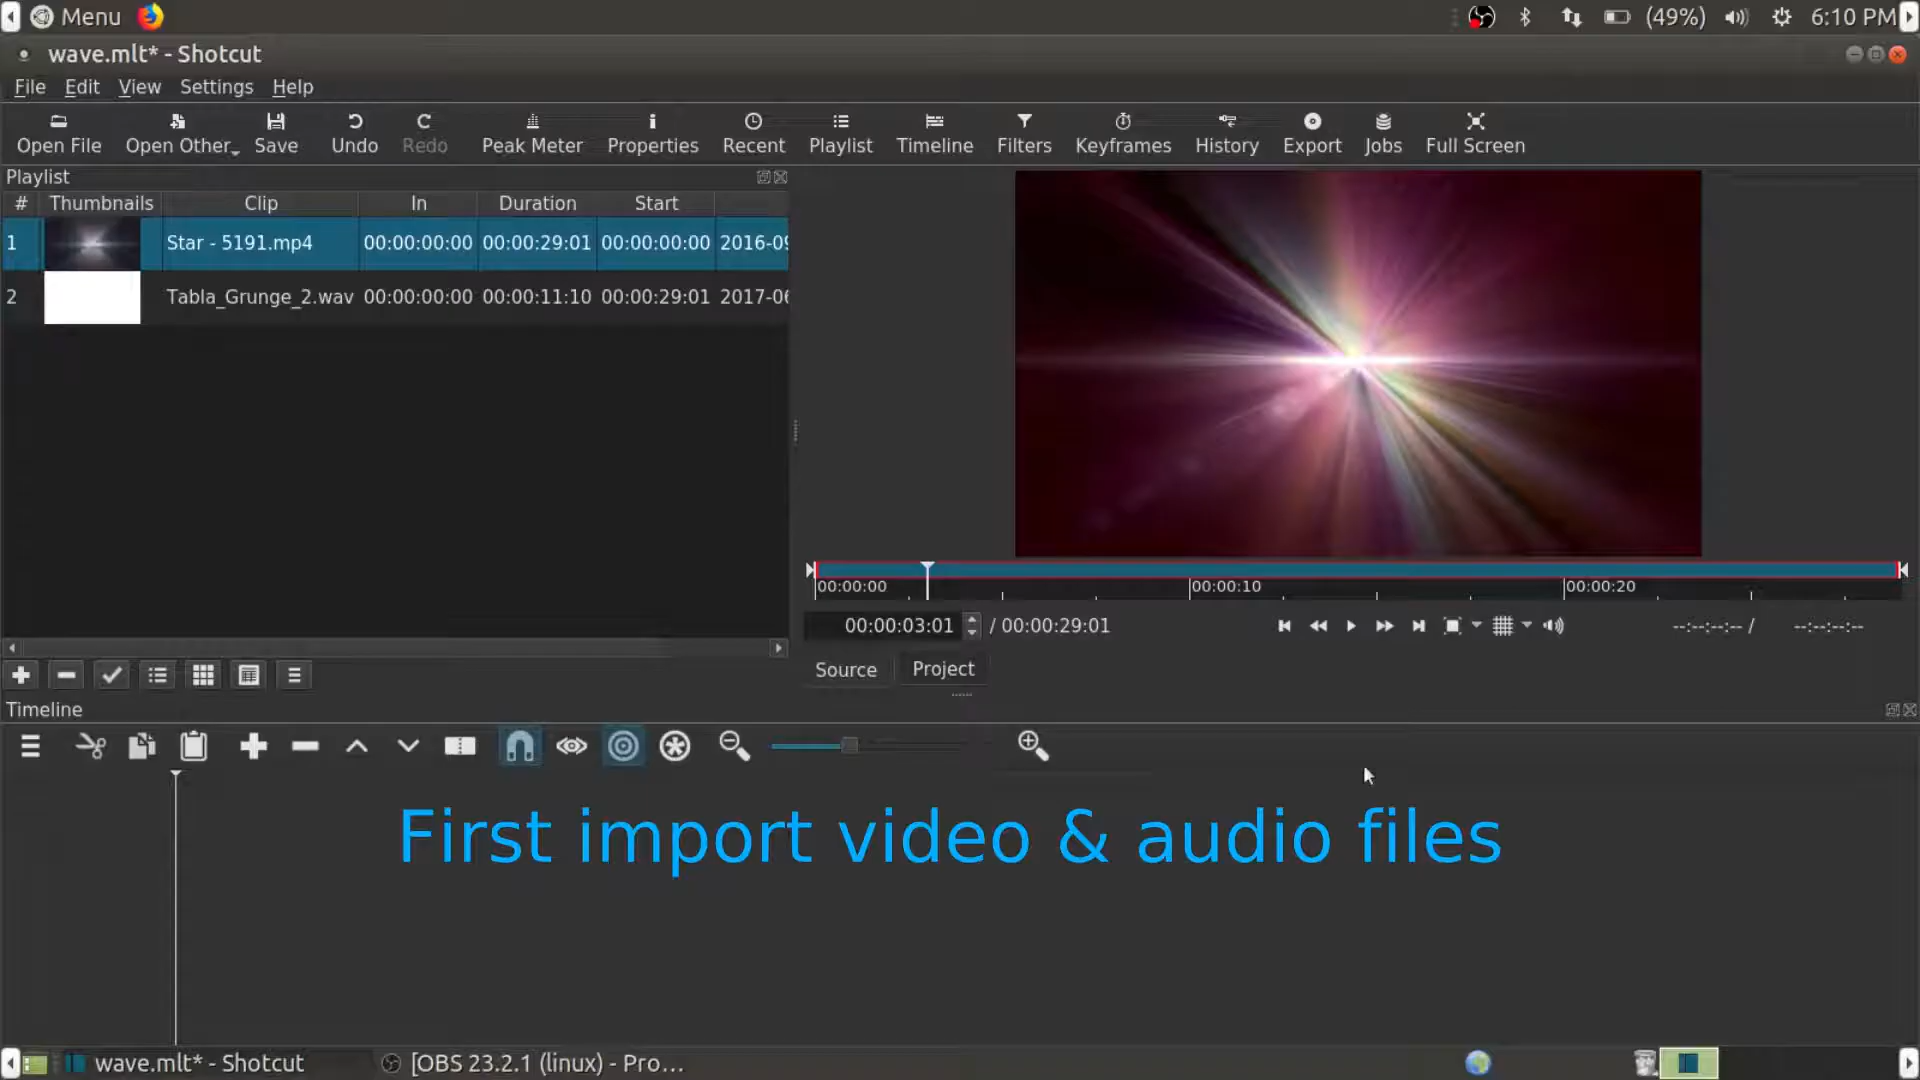 Menu (49%) 6:10 PM
wave.mlt* - Shotcut
File Edit View Settings Help
Open File Open Other Save Undo Redo Peak Meter Properties Recent Playlist Timeline Filters Keyframes History Export Jobs Full Screen
Playlist
# Thumbnails Clip In Duration Start
1 Star - 5191.mp4 00:00:00:00 00:00:29:01 00:00:00:00 2016-09
2 Tabla_Grunge_2.wav 00:00:00:00 00:00:11:10 00:00:29:01 2017-06
00:00:00 00:00:10 00:00:20
00:00:03:01 / 00:00:29:01 --:--:--:-- / --:--:--:--
Source Project
Timeline
First import video & audio files
wave.mlt* - Shotcut [OBS 23.2.1 (linux) - Pro...